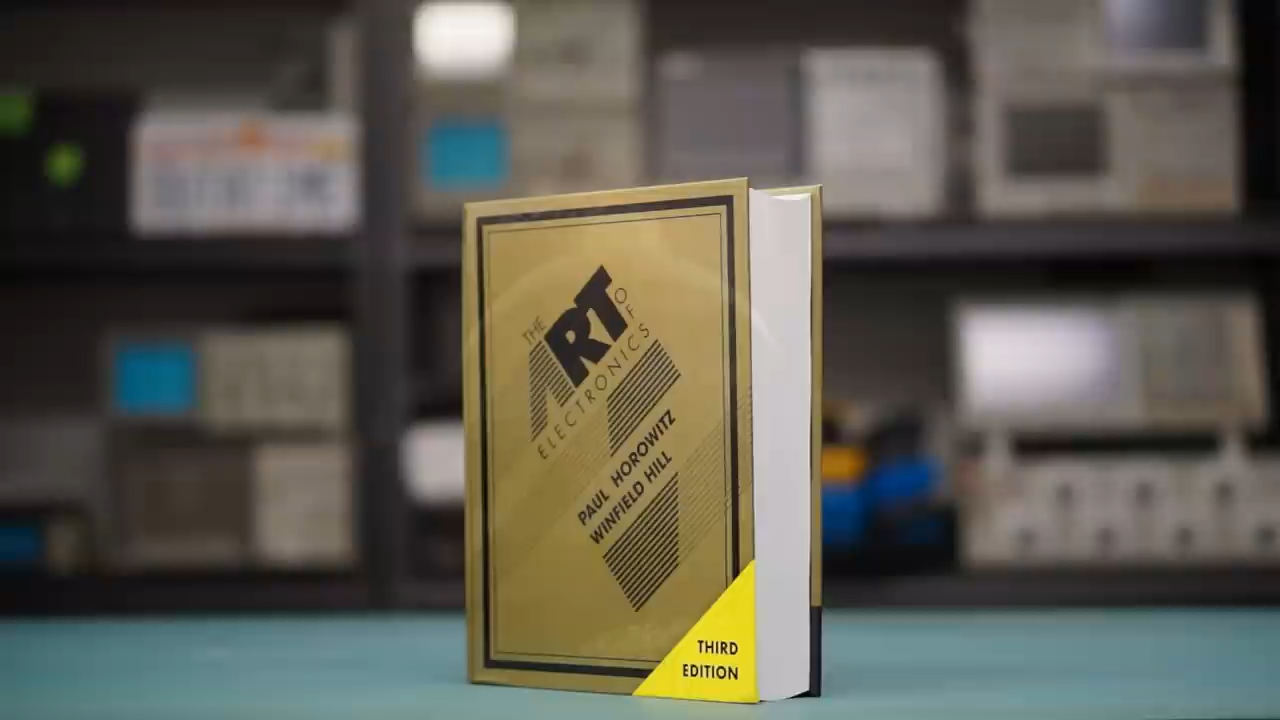 THE
ART
OF
ELECTRONICS
PAUL HOROWITZ
WINFIELD HILL
THIRD
EDITION